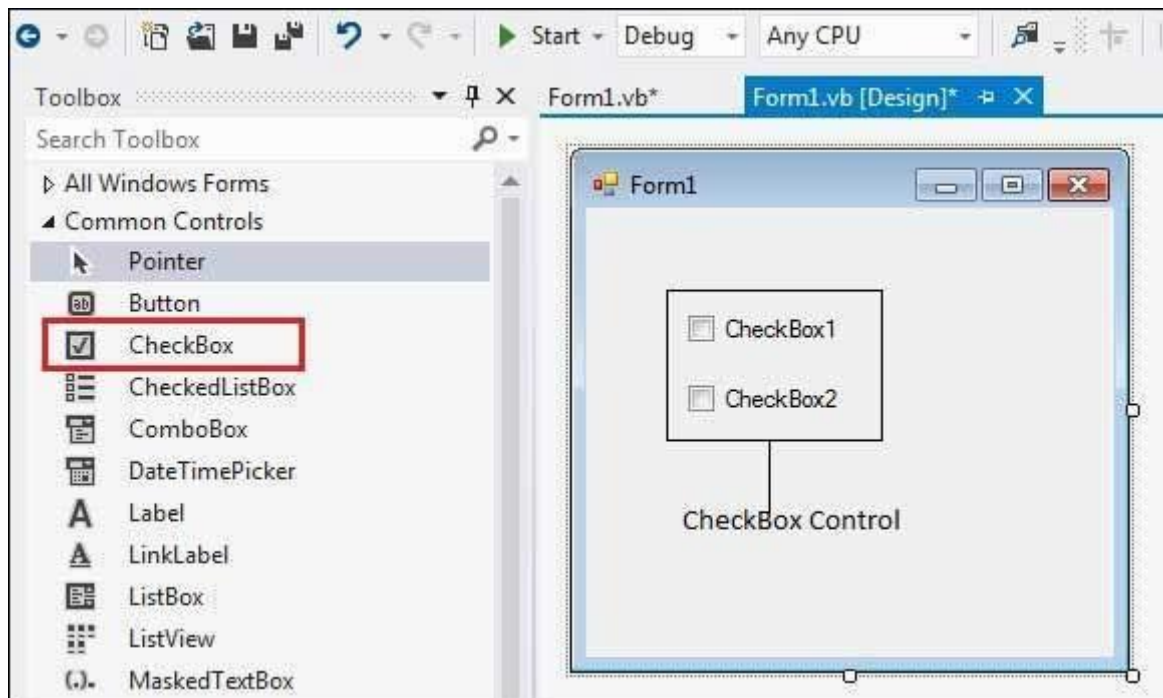 Start Debug Any CPU
Toolbox
Search Toolbox
All Windows Forms
Common Controls
Pointer
ab Button
CheckBox
CheckedListBox
ComboBox
DateTimePicker
A Label
A LinkLabel
ListBox
ListView
(.). MaskedTextBox
Form1.vb* Form1.vb [Design]*
Form1
CheckBox1
CheckBox2
CheckBox Control